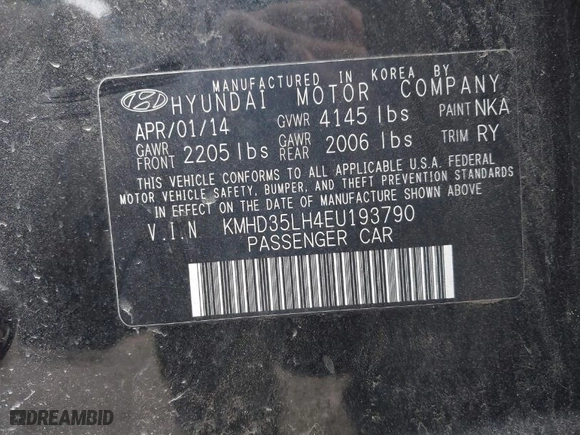 MANUFACTURED IN KOREA BY
HYUNDAI MOTOR COMPANY
APR/01/14 GVWR 4145 lbs PAINT NKA
GAWR FRONT 2205 lbs GAWR REAR 2006 lbs TRIM RY
THIS VEHICLE CONFORMS TO ALL APPLICABLE U.S.A. FEDERAL
MOTOR VEHICLE SAFETY, BUMPER, AND THEFT PREVENTION STANDARDS
IN EFFECT ON THE DATE OF MANUFACTURE SHOWN ABOVE
V.I.N KMHD35LH4EU193790
PASSENGER CAR
DREAMBID